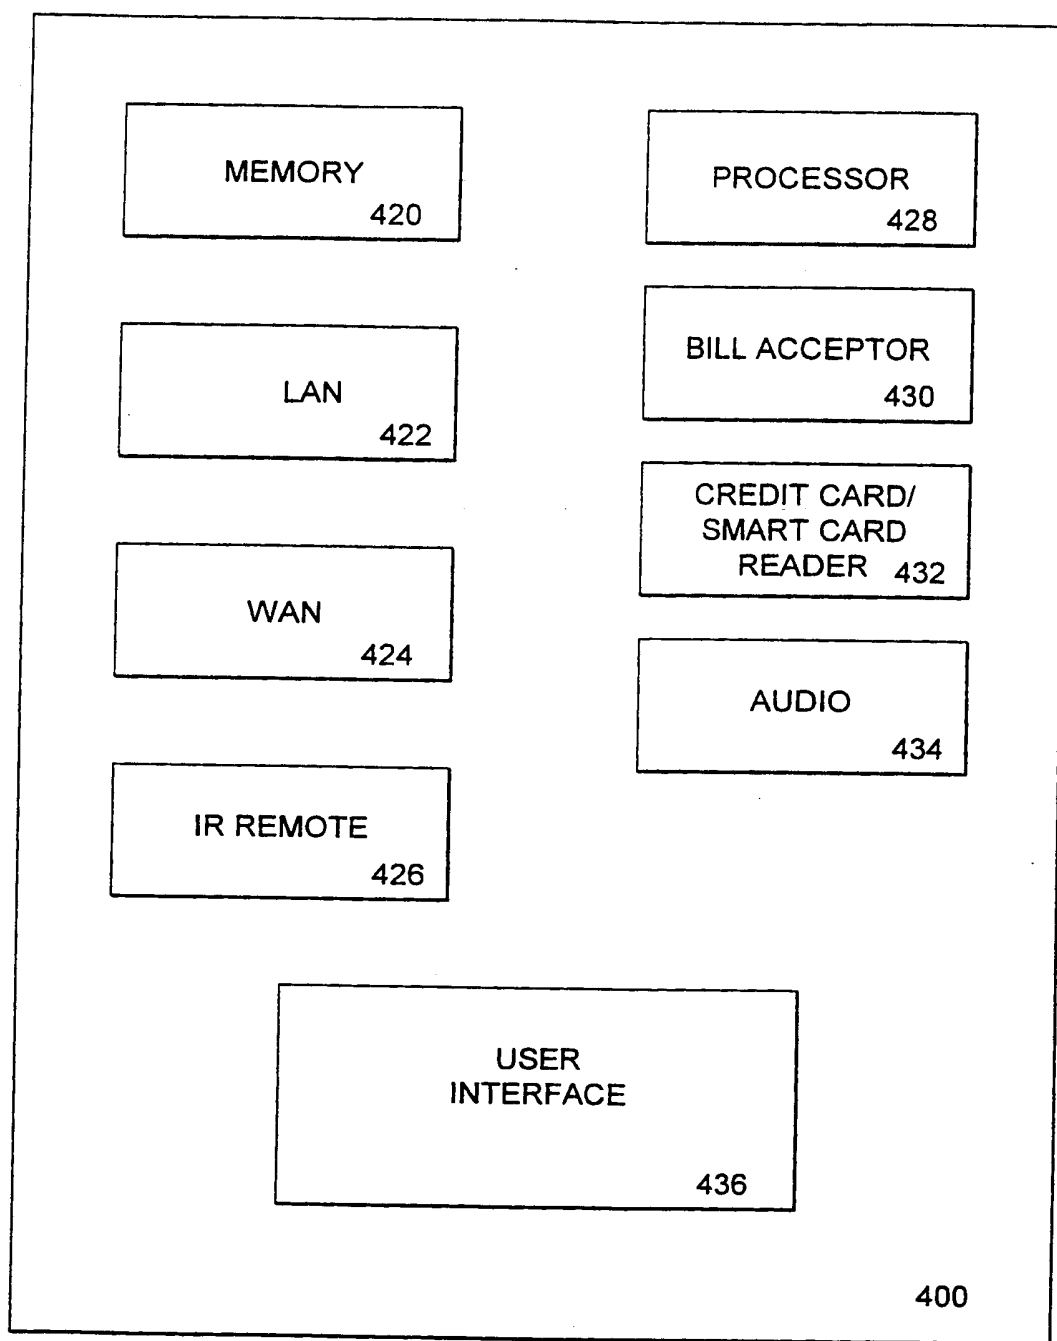 MEMORY
420
PROCESSOR
428
LAN
422
BILL ACCEPTOR
430
CREDIT CARD/
SMART CARD
READER 432
WAN
424
AUDIO
434
IR REMOTE
426
USER
INTERFACE
436
400